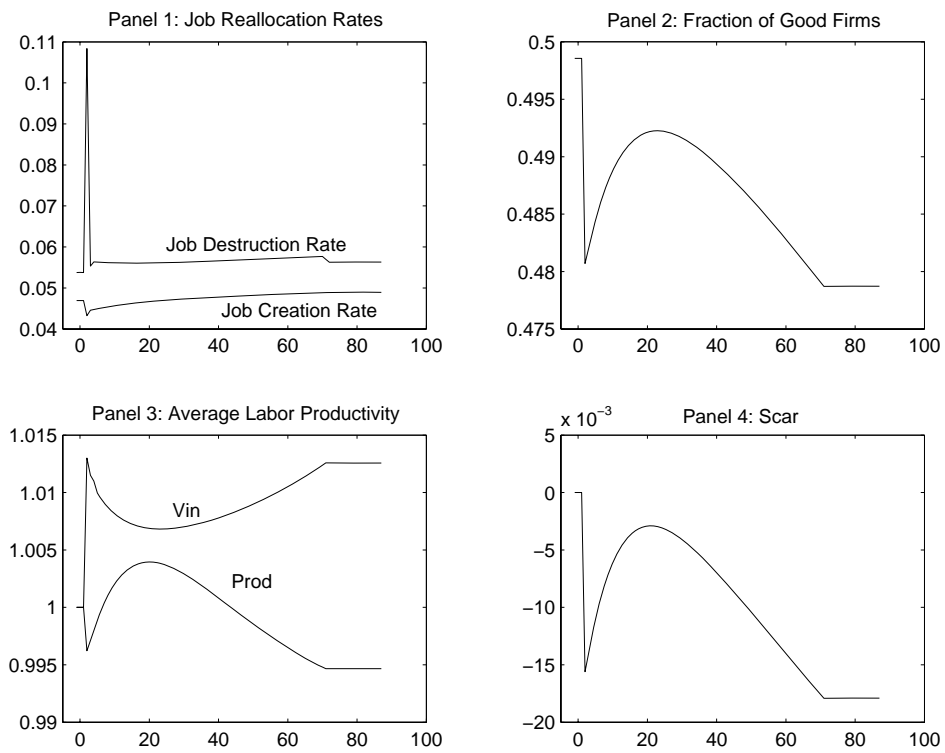 Panel 1: Job Reallocation Rates
0.11
0.1
0.09
0.08
0.07
0.06
0.05
0.04
0 20 40 60 80 100
Job Destruction Rate
Job Creation Rate
Panel 2: Fraction of Good Firms
0.5
0.495
0.49
0.485
0.48
0.475
0 20 40 60 80 100
Panel 3: Average Labor Productivity
1.015
1.01
1.005
1
0.995
0.99
0 20 40 60 80 100
Vin
Prod
Panel 4: Scar
x 10⁻³
5
0
−5
−10
−15
−20
0 20 40 60 80 100